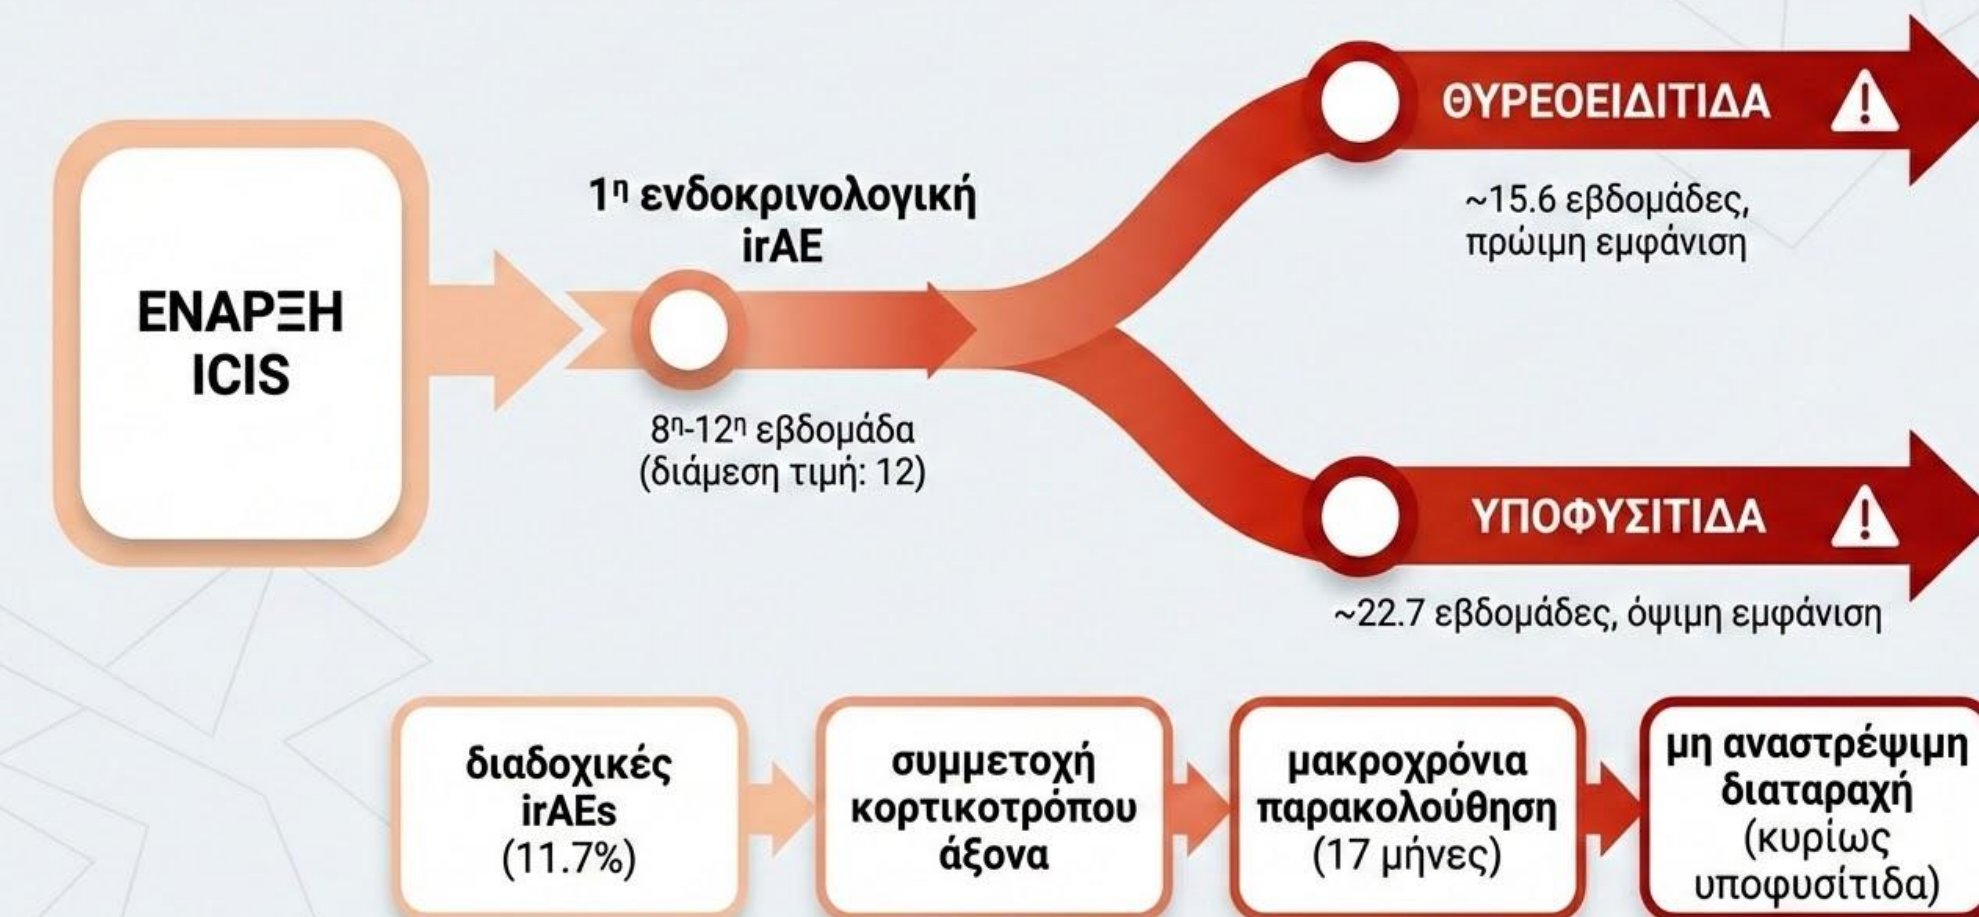 ΕΝΑΡΞΗ
ICIS
1η ενδοκρινολογική
irAE
8η-12η εβδομάδα
(διάμεση τιμή: 12)
ΘΥΡΕΟΕΙΔΙΤΙΔΑ
~15.6 εβδομάδες,
πρώιμη εμφάνιση
ΥΠΟΦΥΣΙΤΙΔΑ
~22.7 εβδομάδες, όψιμη εμφάνιση
διαδοχικές
irAEs
(11.7%)
συμμετοχή
κορτικοτρόπου
άξονα
μακροχρόνια
παρακολούθηση
(17 μήνες)
μη αναστρέψιμη
διαταραχή
(κυρίως
υποφυσίτιδα)